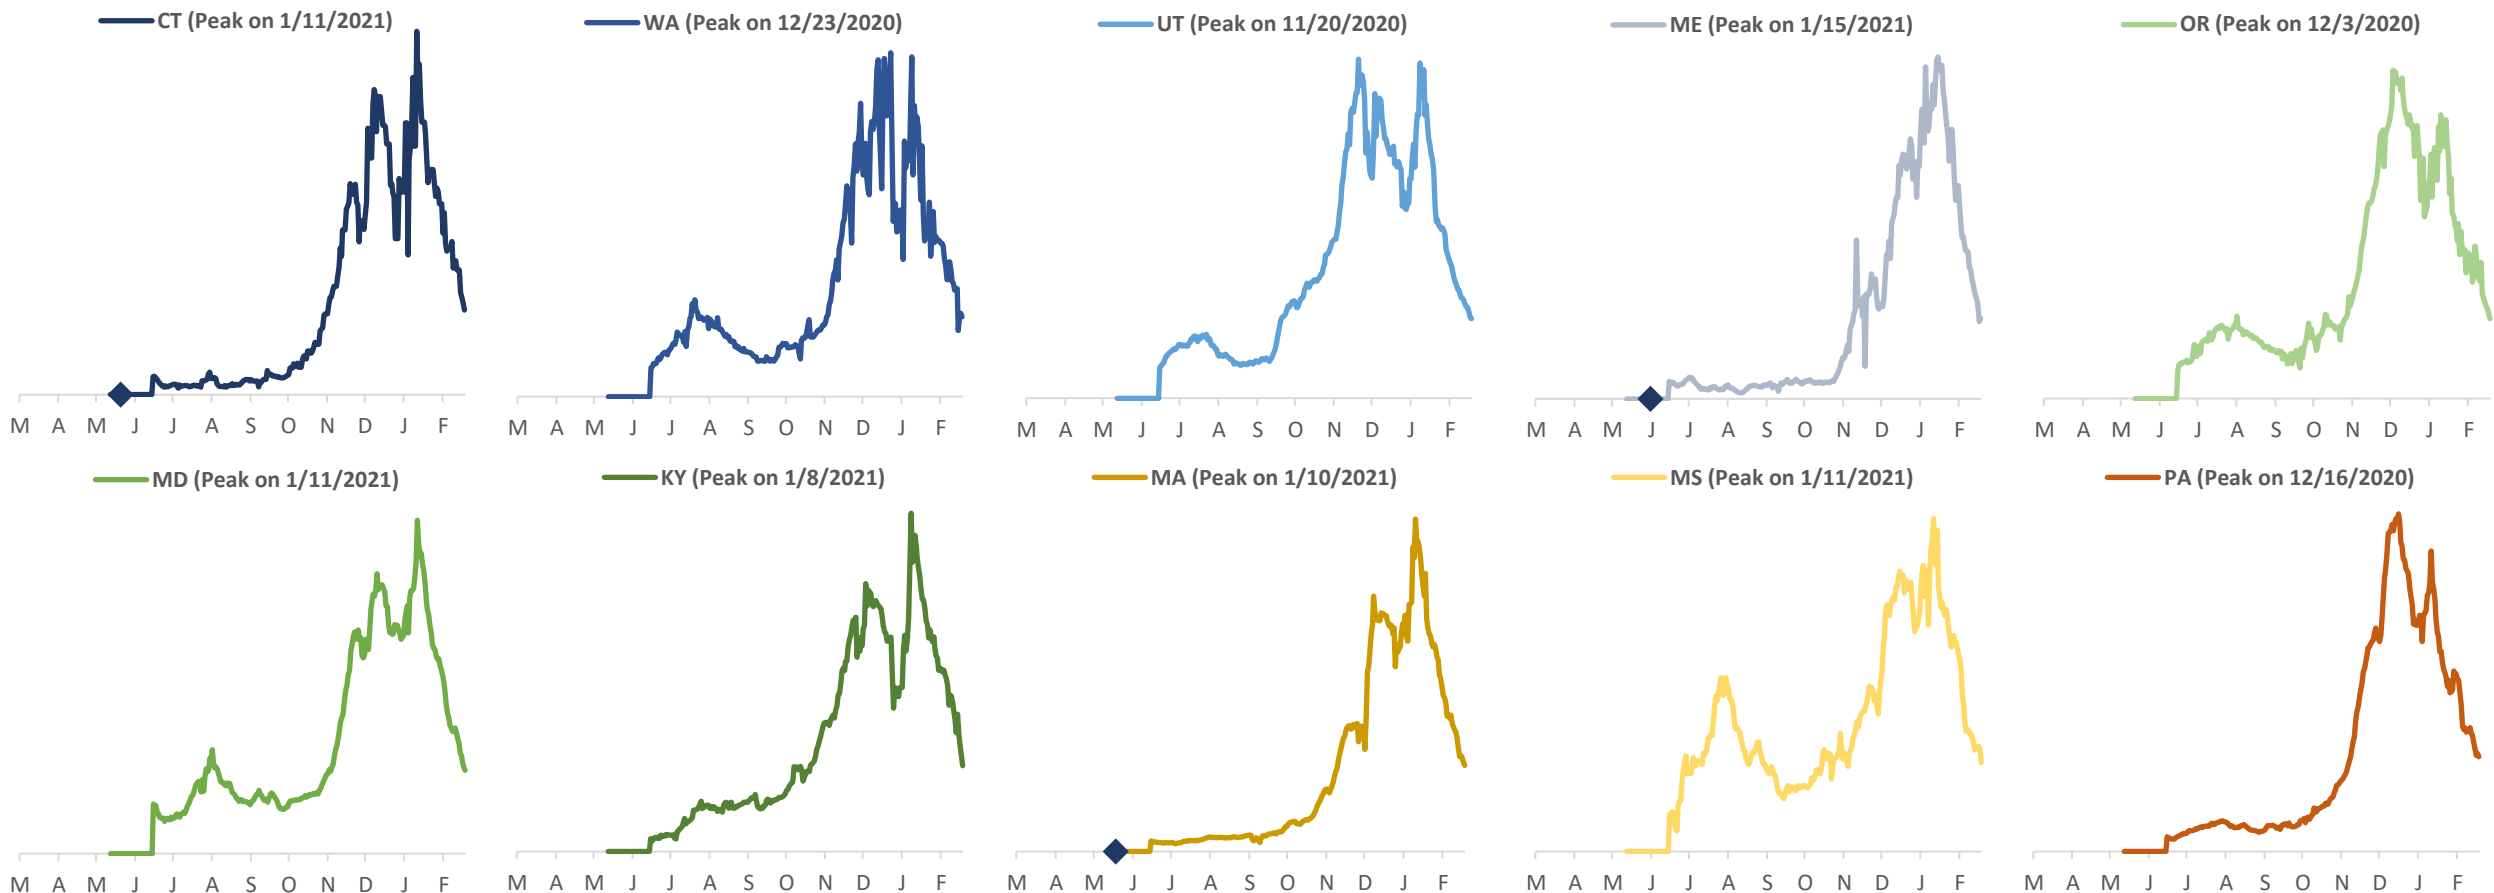 CT (Peak on 1/11/2021)
WA (Peak on 12/23/2020)
UT (Peak on 11/20/2020)
ME (Peak on 1/15/2021)
OR (Peak on 12/3/2020)
M A M J J A S O N D J F
M A M J J A S O N D J F
M A M J J A S O N D J F
M A M J J A S O N D J F
M A M J J A S O N D J F
MD (Peak on 1/11/2021)
KY (Peak on 1/8/2021)
MA (Peak on 1/10/2021)
MS (Peak on 1/11/2021)
PA (Peak on 12/16/2020)
M A M J J A S O N D J F
M A M J J A S O N D J F
M A M J J A S O N D J F
M A M J J A S O N D J F
M A M J J A S O N D J F